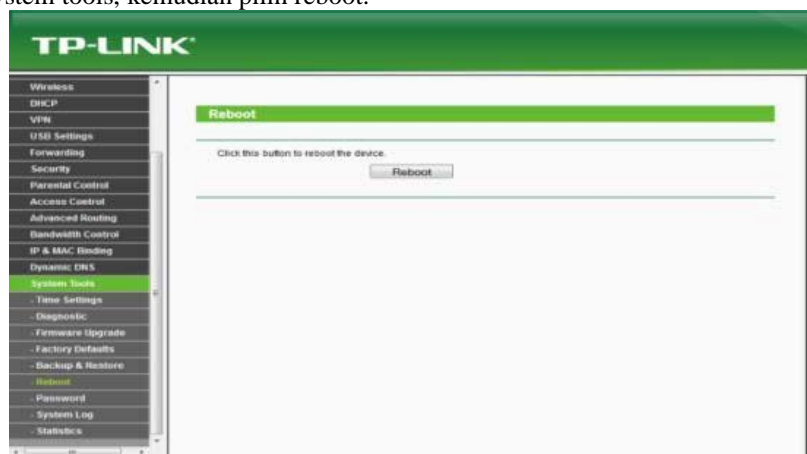 tools, kemudian pilih reboot.
TP-LINK
Wireless
DHCP
VPN
USB Settings
Forwarding
Security
Parental Control
Access Control
Advanced Routing
Bandwidth Control
IP & MAC Binding
Dynamic DNS
System Tools
- Time Settings
- Diagnostic
- Firmware Upgrade
- Factory Defaults
- Backup & Restore
- Reboot
- Password
- System Log
- Statistics
Reboot
Click this button to reboot the device.
Reboot